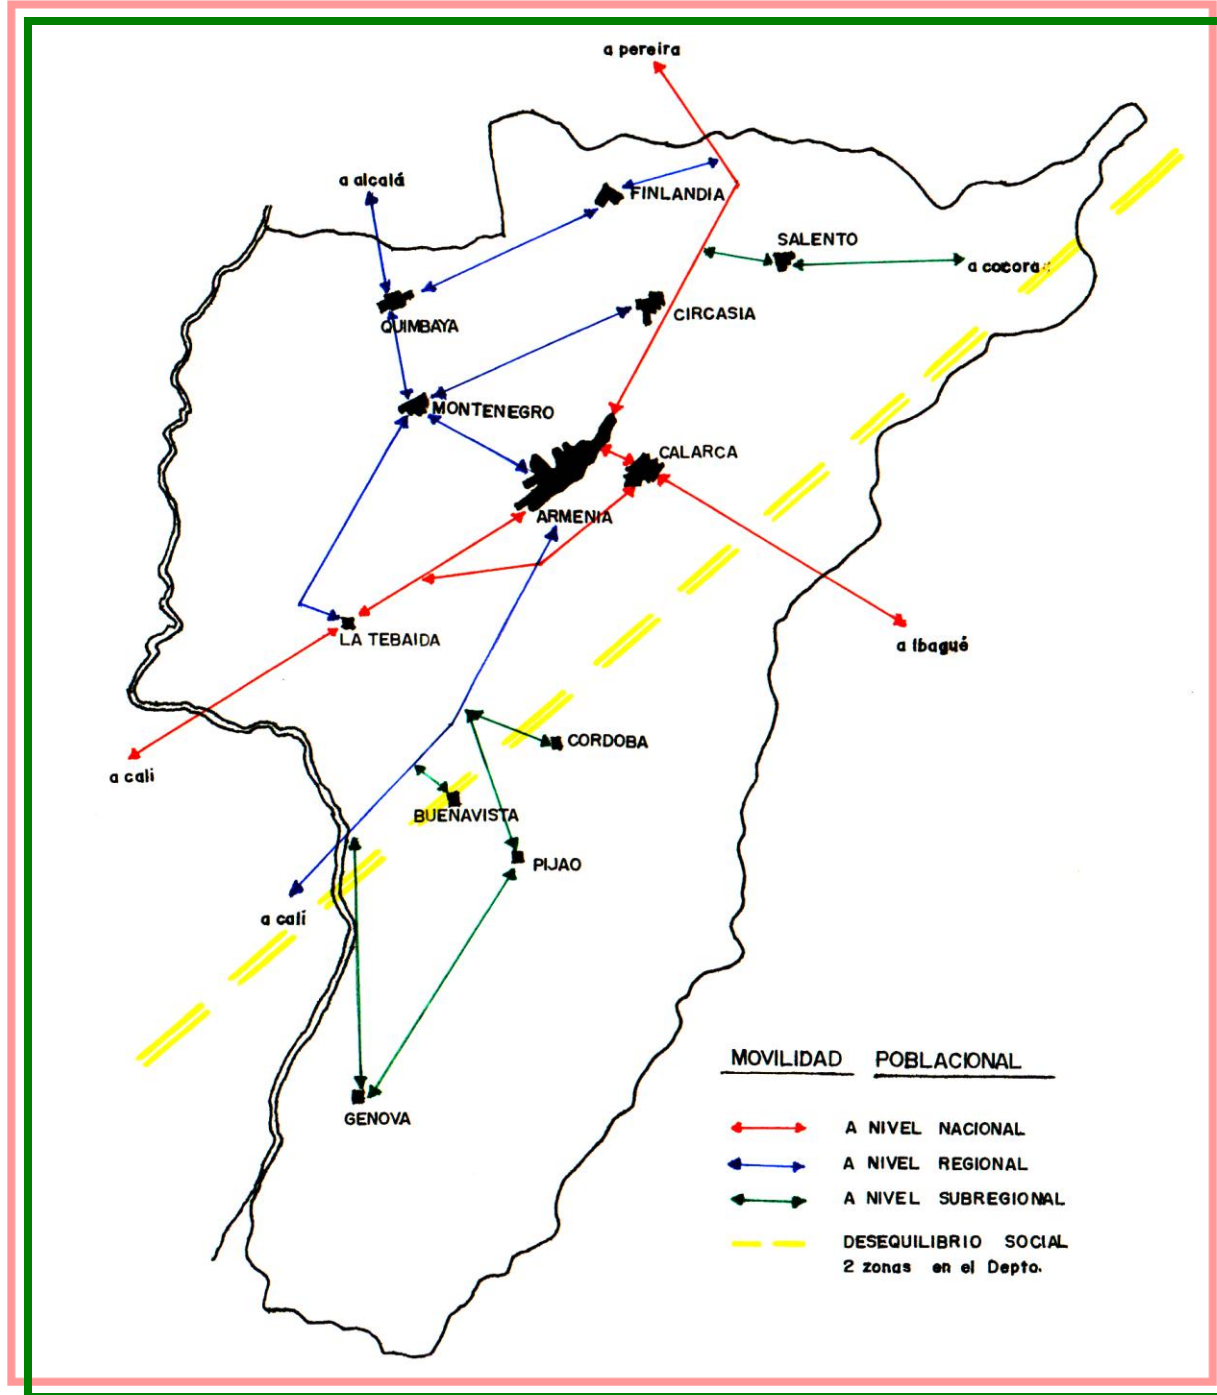 a pereira
a alcalá
FINLANDIA
SALENTO
a cocora
QUIMBAYA
CIRCASIA
MONTENEGRO
CALARCA
ARMENIA
LA TEBAIDA
a Ibagué
CORDOBA
a cali
BUENAVISTA
PIJAO
a cali
GENOVA
MOVILIDAD POBLACIONAL
A NIVEL NACIONAL
A NIVEL REGIONAL
A NIVEL SUBREGIONAL
DESEQUILIBRIO SOCIAL
2 zonas en el Depto.